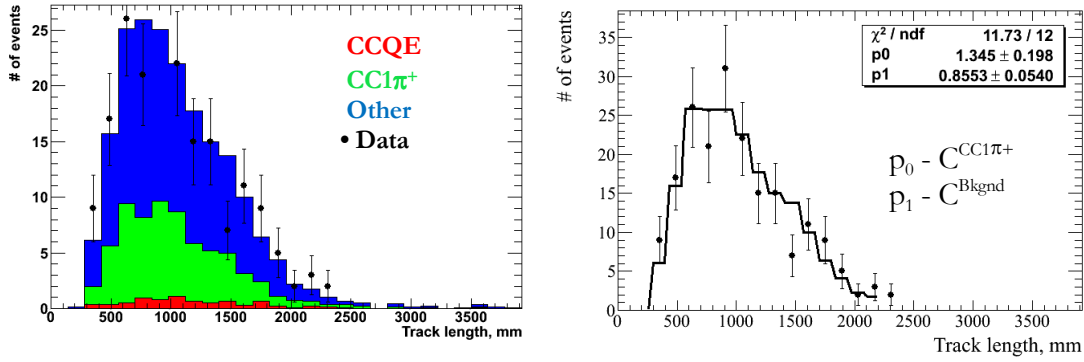 # of events
25
20
15
10
5
0
CCQE
CC1π⁺
Other
Data
0 500 1000 1500 2000 2500 3000 3500
Track length, mm
# of events
35
30
25
20
15
10
5
0
χ² / ndf 11.73 / 12
p0 1.345 ± 0.198
p1 0.8553 ± 0.0540
p₀ - C^CC1π+
p₁ - C^Bkgnd
0 500 1000 1500 2000 2500 3000 3500
Track length, mm